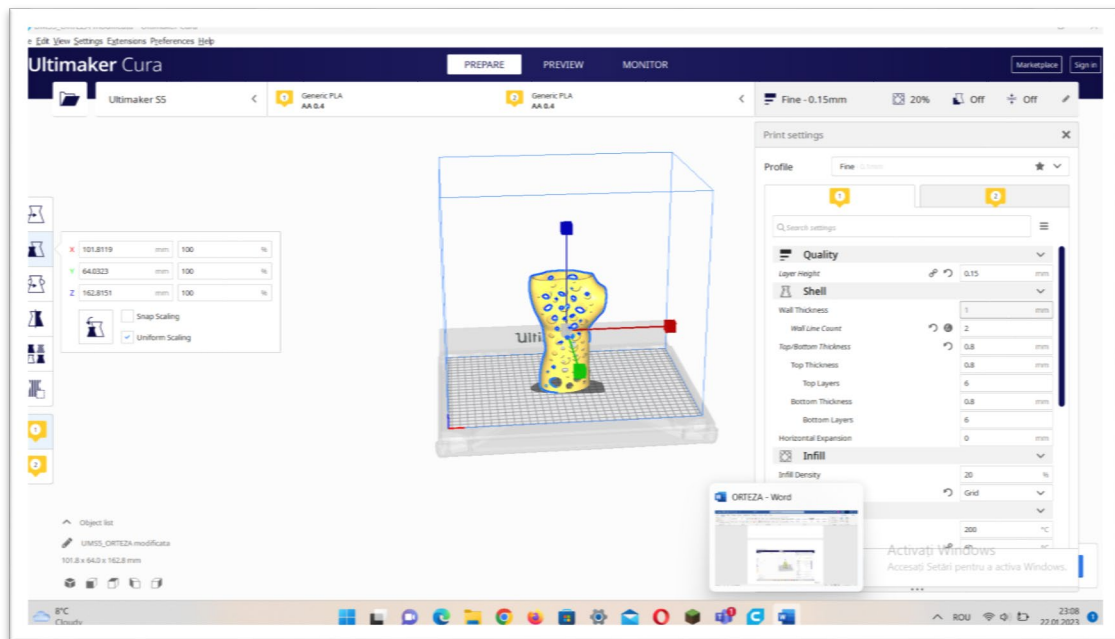 Edit View Settings Extensions Preferences Help
Ultimaker Cura
PREPARE PREVIEW MONITOR
Marketplace Sign in
Ultimaker S5
1 Generic PLA
AA 0.4
2 Generic PLA
AA 0.4
Fine - 0.15mm 20% Off Off
Print settings
Profile Fine
1 2
Search settings
Quality
Layer Height 0.15 mm
Shell
Wall Thickness 1 mm
Wall Line Count 2
Top/Bottom Thickness 0.8 mm
Top Thickness 0.8 mm
Top Layers 6
Bottom Thickness 0.8 mm
Bottom Layers 6
Horizontal Expansion 0 mm
Infill
Infill Density 20 %
Grid
200 °C
X 101.8119 mm 100 %
Y 64.0323 mm 100 %
Z 162.8151 mm 100 %
Snap Scaling
Uniform Scaling
1
2
ORTEZA - Word
Object list
UMS5_ORTEZA modificata
101.8 x 64.0 x 162.8 mm
Activați Windows
Accesați Setări pentru a activa Windows.
8°C
Cloudy
ROU
23:08
22.01.2023